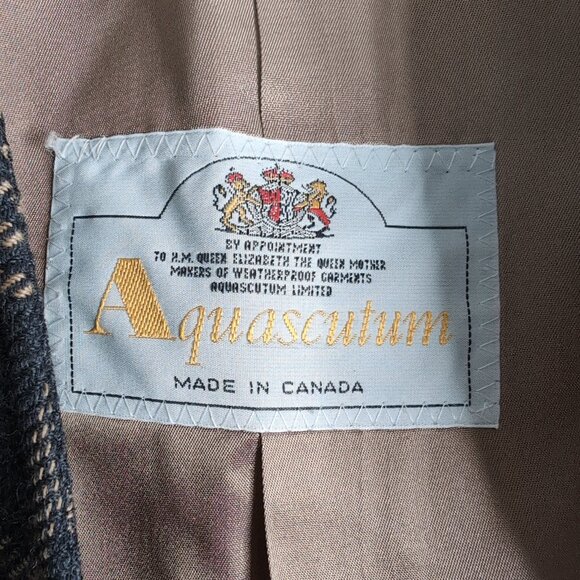 BY APPOINTMENT
TO H.M. QUEEN ELIZABETH THE QUEEN MOTHER
MAKERS OF WEATHERPROOF GARMENTS
AQUASCUTUM LIMITED
Aquascutum
MADE IN CANADA